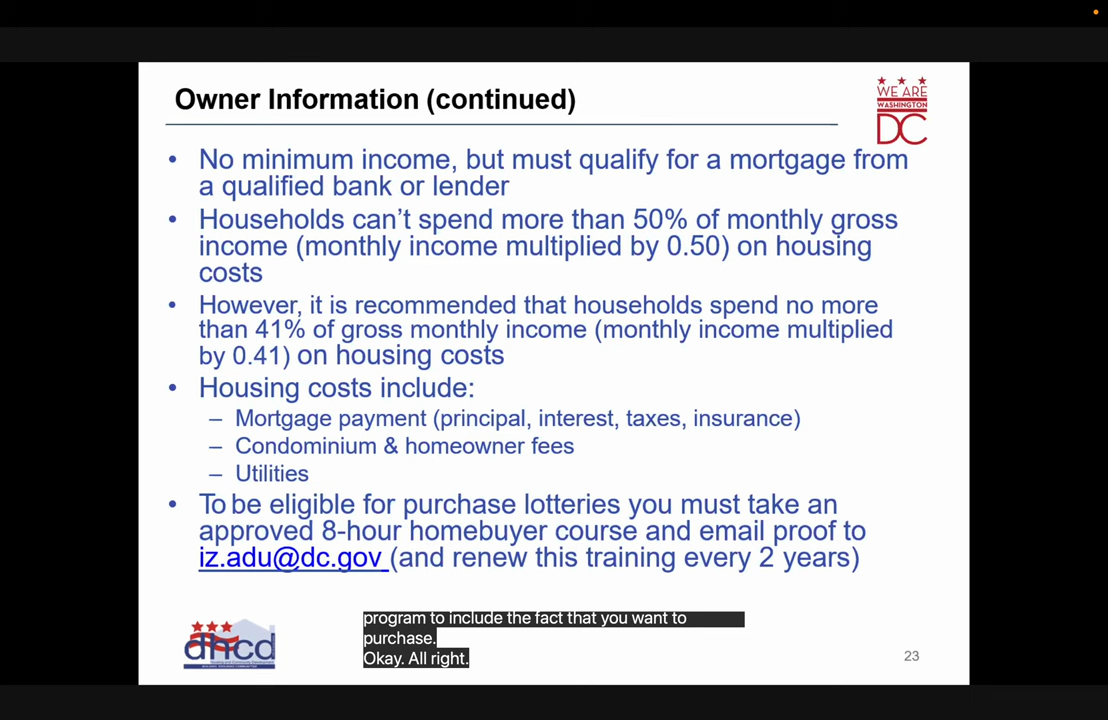 Owner Information (continued)
WE ARE
WASHINGTON
DC
• No minimum income, but must qualify for a mortgage from
a qualified bank or lender
• Households can’t spend more than 50% of monthly gross
income (monthly income multiplied by 0.50) on housing
costs
• However, it is recommended that households spend no more
than 41% of gross monthly income (monthly income multiplied
by 0.41) on housing costs
• Housing costs include:
– Mortgage payment (principal, interest, taxes, insurance)
– Condominium & homeowner fees
– Utilities
• To be eligible for purchase lotteries you must take an
approved 8-hour homebuyer course and email proof to
iz.adu@dc.gov (and renew this training every 2 years)
dhcd
program to include the fact that you want to
purchase.
Okay. All right.
23